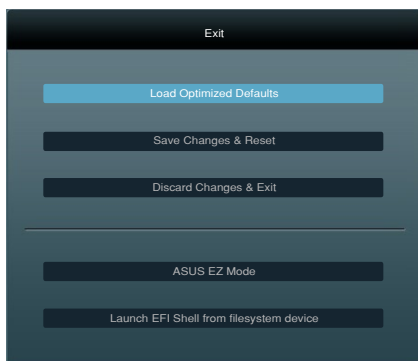 Exit
Load Optimized Defaults
Save Changes & Reset
Discard Changes & Exit
ASUS EZ Mode
Launch EFI Shell from filesystem device